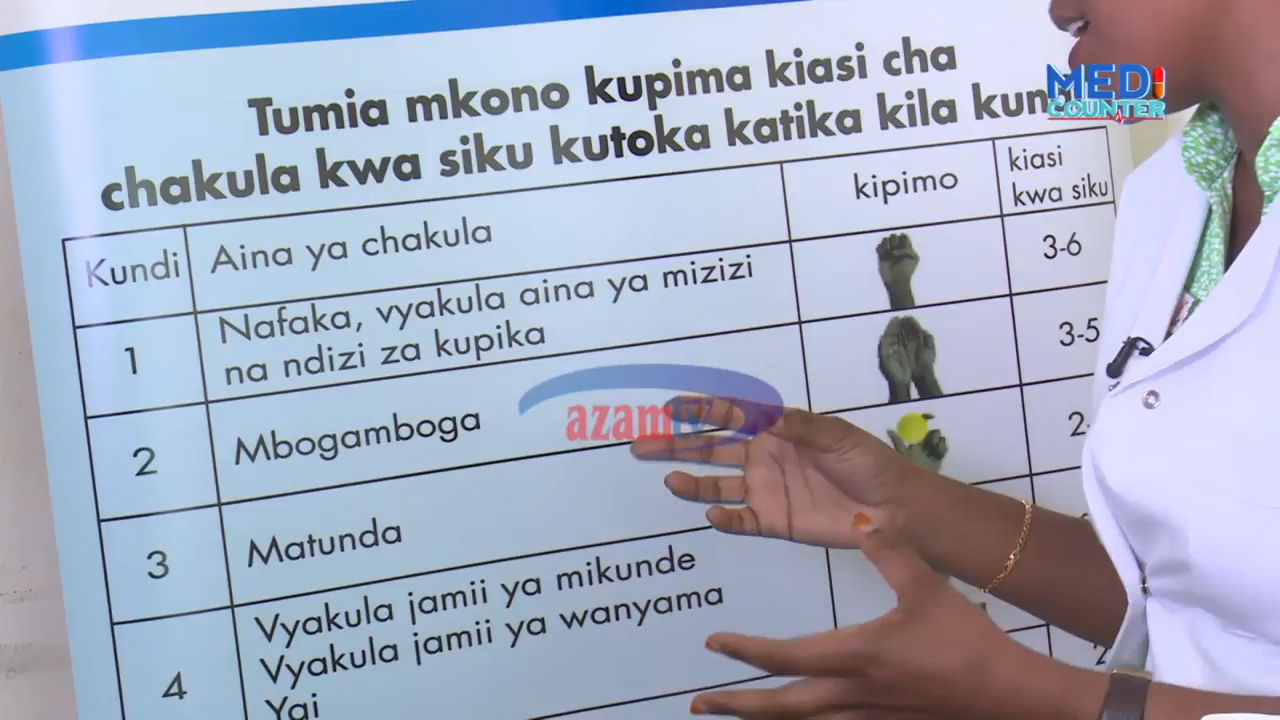 MEDI
COUNTER
Tumia mkono kupima kiasi cha
chakula kwa siku kutoka katika kila
Kundi
Aina ya chakula
kipimo
kiasi
kwa siku
1
Nafaka, vyakula aina ya mizizi
na ndizi za kupika
3-6
2
Mbogamboga
3-5
3
Matunda
2-
4
Vyakula jamii ya mikunde
Vyakula jamii ya wanyama
Yai
azamtv